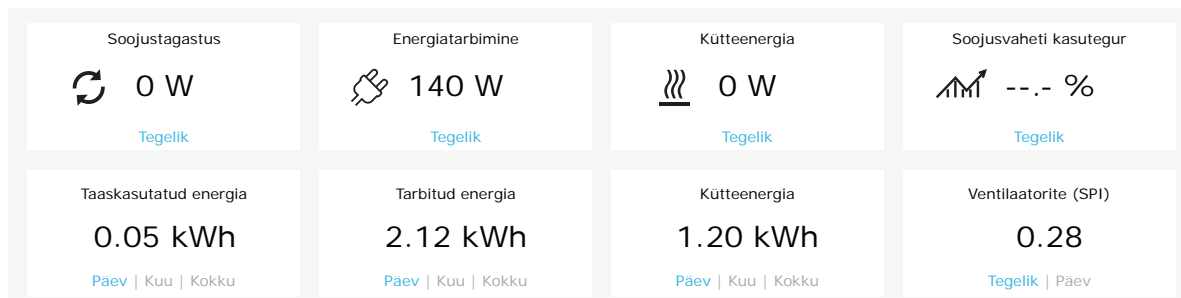 Soojustagastus
0 W
Tegelik
Energiatarbimine
140 W
Tegelik
Kütteenergia
0 W
Tegelik
Soojusvaheti kasutegur
--.- %
Tegelik
Taaskasutatud energia
0.05 kWh
Päev | Kuu | Kokku
Tarbitud energia
2.12 kWh
Päev | Kuu | Kokku
Kütteenergia
1.20 kWh
Päev | Kuu | Kokku
Ventilaatorite (SPI)
0.28
Tegelik | Päev